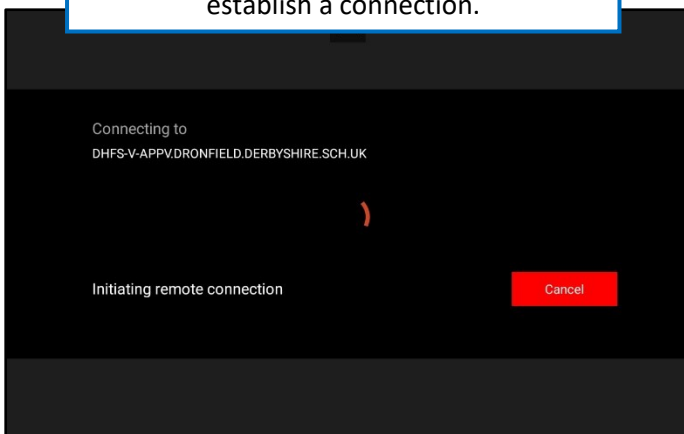 establish a connection.
Connecting to
DHFS-V-APPV.DRONFIELD.DERBYSHIRE.SCH.UK
Initiating remote connection
Cancel